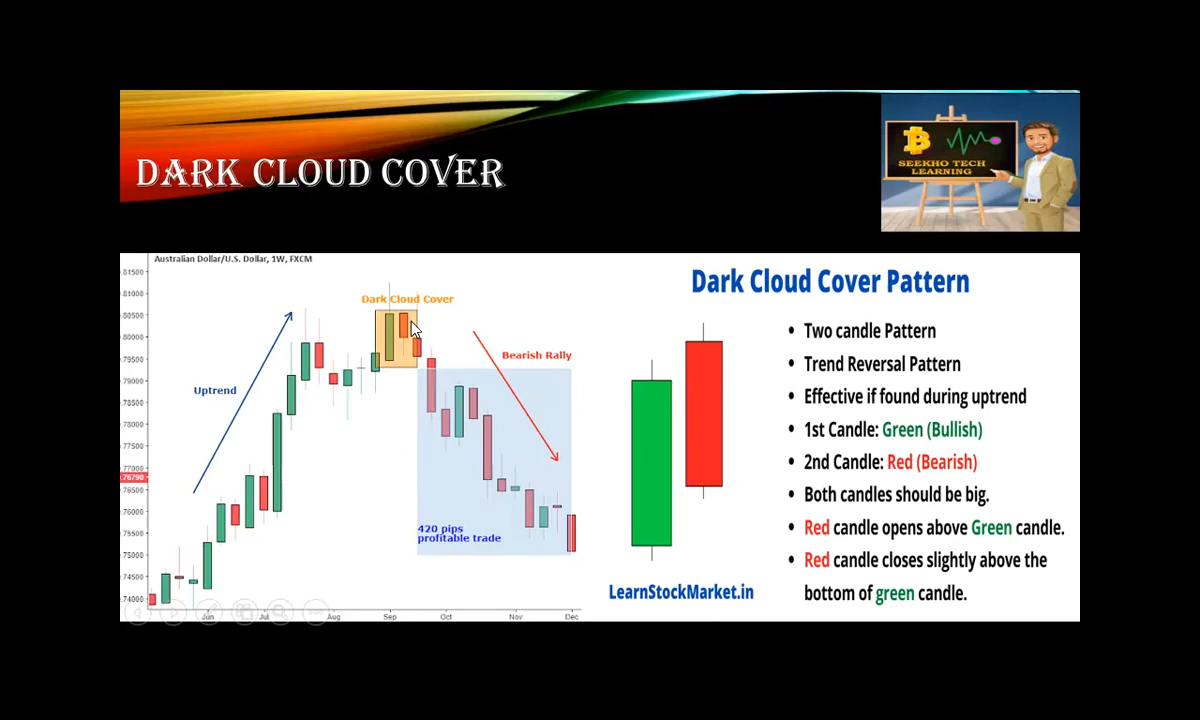 DARK CLOUD COVER
SEEKHO TECH
LEARNING
Australian Dollar/U.S. Dollar, 1W, FXCM
.81500
.81000
.80500
.80000
.79500
.79000
.78500
.78000
.77500
.77000
.76790
.76500
.76000
.75500
.75000
.74500
.74000
Dark Cloud Cover
Uptrend
Bearish Rally
420 pips
profitable trade
Jun
Jul
Aug
Sep
Oct
Nov
Dec
Dark Cloud Cover Pattern
• Two candle Pattern
• Trend Reversal Pattern
• Effective if found during uptrend
• 1st Candle: Green (Bullish)
• 2nd Candle: Red (Bearish)
• Both candles should be big.
• Red candle opens above Green candle.
• Red candle closes slightly above the
bottom of green candle.
LearnStockMarket.in